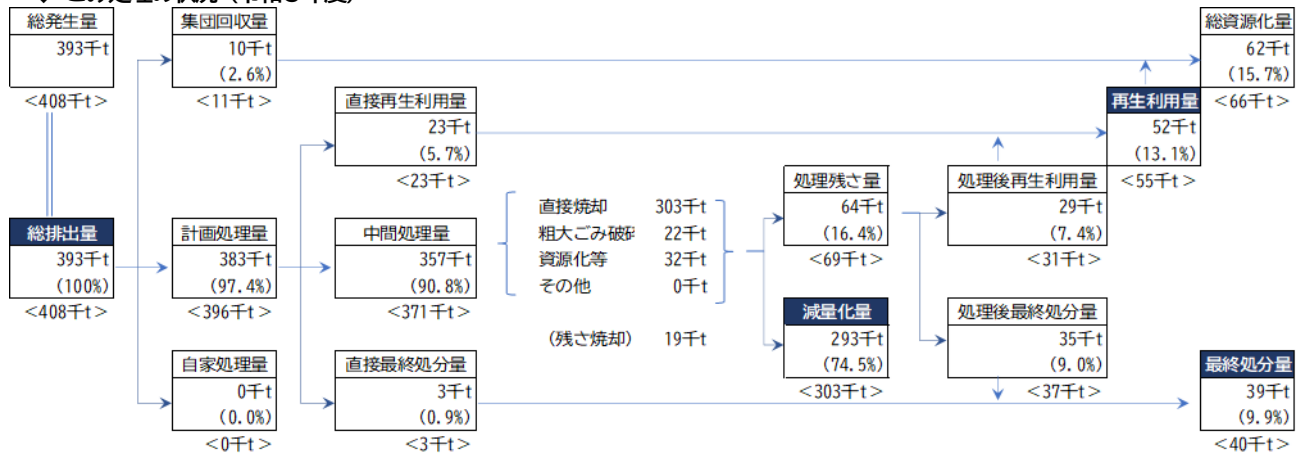 総発生量
393千t
<408千t>
集団回収量
10千t
(2.6%)
<11千t>
総資源化量
62千t
(15.7%)
<66千t>
直接再生利用量
23千t
(5.7%)
<23千t>
再生利用量
52千t
(13.1%)
<55千t>
総排出量
393千t
(100%)
<408千t>
計画処理量
383千t
(97.4%)
<396千t>
中間処理量
357千t
(90.8%)
<371千t>
直接焼却 303千t
粗大ごみ破砕 22千t
資源化等 32千t
その他 0千t
(残さ焼却) 19千t
処理残さ量
64千t
(16.4%)
<69千t>
処理後再生利用量
29千t
(7.4%)
<31千t>
減量化量
293千t
(74.5%)
<303千t>
処理後最終処分量
35千t
(9.0%)
<37千t>
自家処理量
0千t
(0.0%)
<0千t>
直接最終処分量
3千t
(0.9%)
<3千t>
最終処分量
39千t
(9.9%)
<40千t>